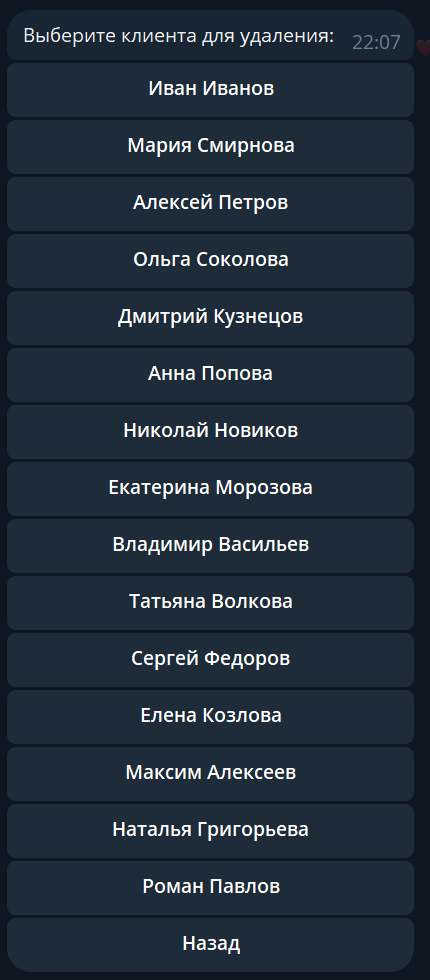 Выберите клиента для удаления:
22:07
Иван Иванов
Мария Смирнова
Алексей Петров
Ольга Соколова
Дмитрий Кузнецов
Анна Попова
Николай Новиков
Екатерина Морозова
Владимир Васильев
Татьяна Волкова
Сергей Федоров
Елена Козлова
Максим Алексеев
Наталья Григорьева
Роман Павлов
Назад